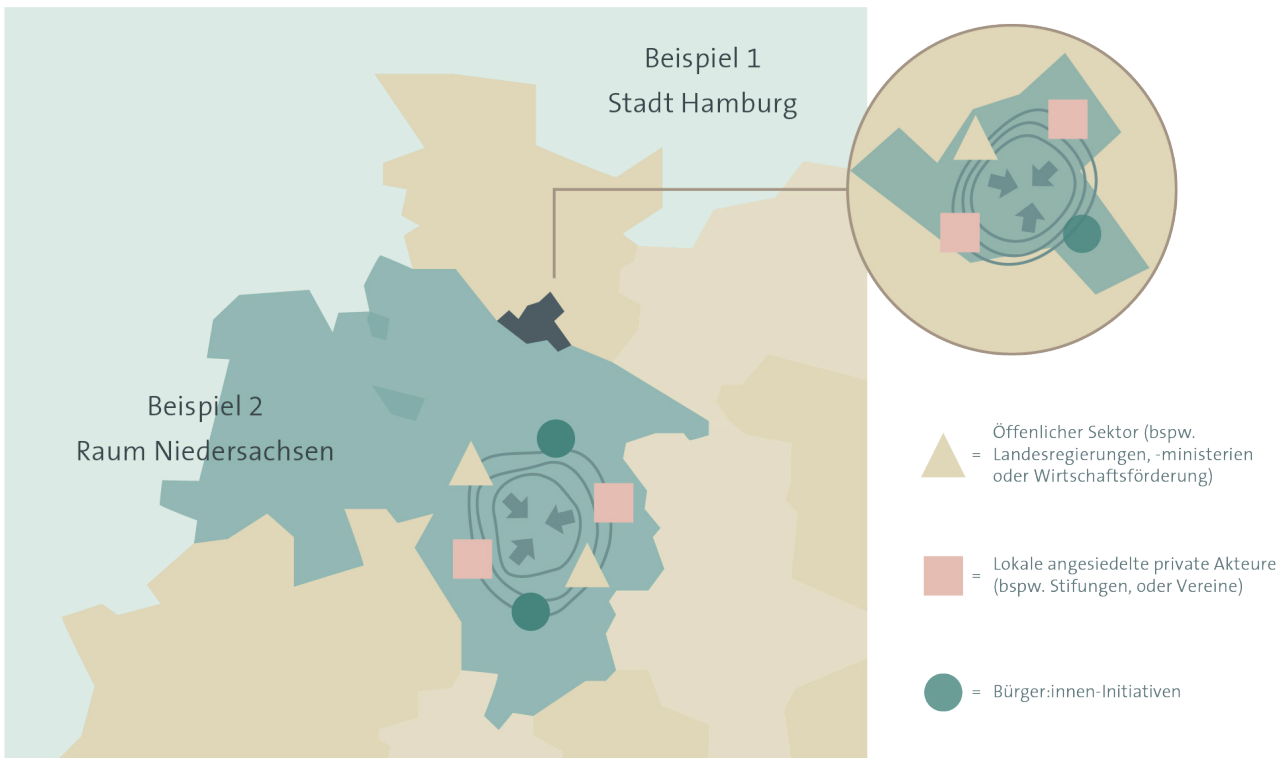 Beispiel 1
Stadt Hamburg
Beispiel 2
Raum Niedersachsen
Öffenlicher Sektor (bspw.
= Landesregierungen, -ministerien
oder Wirtschaftsförderung)
Lokale angesiedelte private Akteure
= (bspw. Stifungen, oder Vereine)
= Bürger:innen-Initiativen